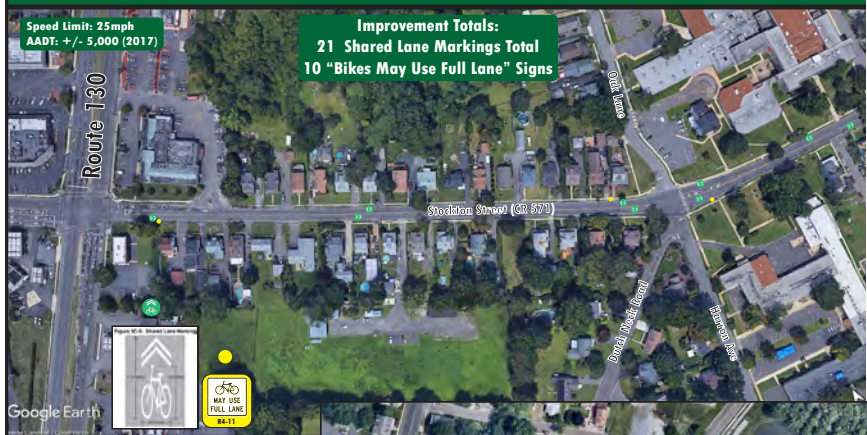 Speed Limit: 25mph
AADT: +/- 5,000 (2017)
Improvement Totals:
21 Shared Lane Markings Total
10 “Bikes May Use Full Lane” Signs
Route 130
Oak Lane
Stockton Street (CR 571)
Dutch Neck Road
Harron Ave
Figure 9C-9. Shared Lane Marking
MAY USE
FULL LANE
R4-11
Google Earth